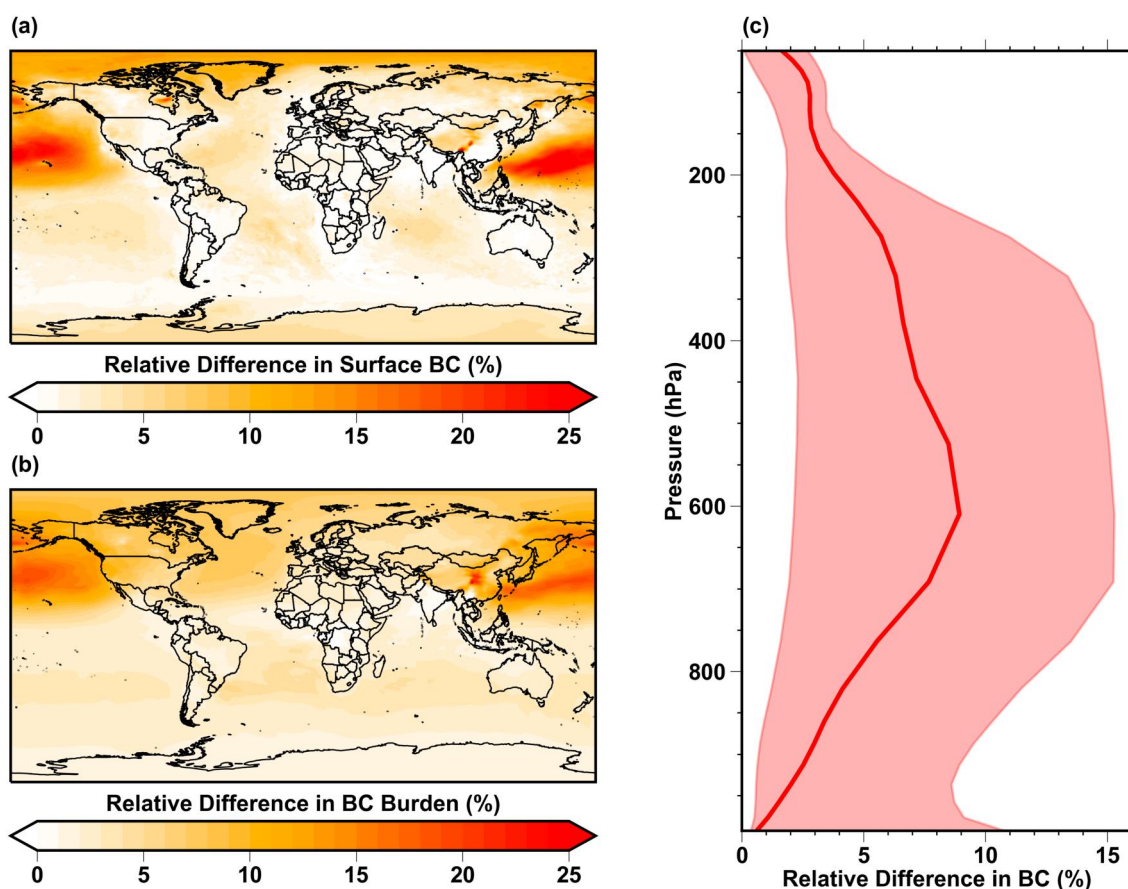 (a)
Relative Difference in Surface BC (%)
0 5 10 15 20 25
(b)
Relative Difference in BC Burden (%)
0 5 10 15 20 25
(c)
200
400
600
800
Pressure (hPa)
0 5 10 15
Relative Difference in BC (%)